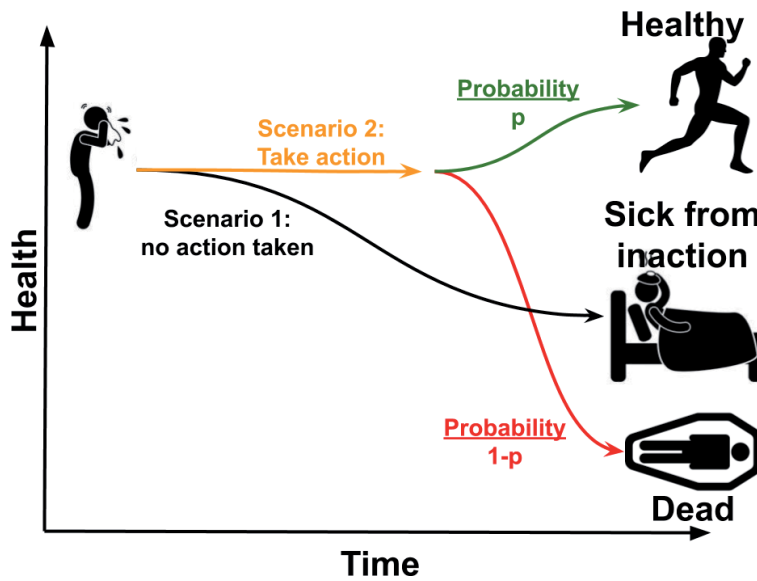 Healthy
Probability
p
Scenario 2:
Take action
Scenario 1:
no action taken
Sick from
inaction
Health
Probability
1-p
Dead
Time